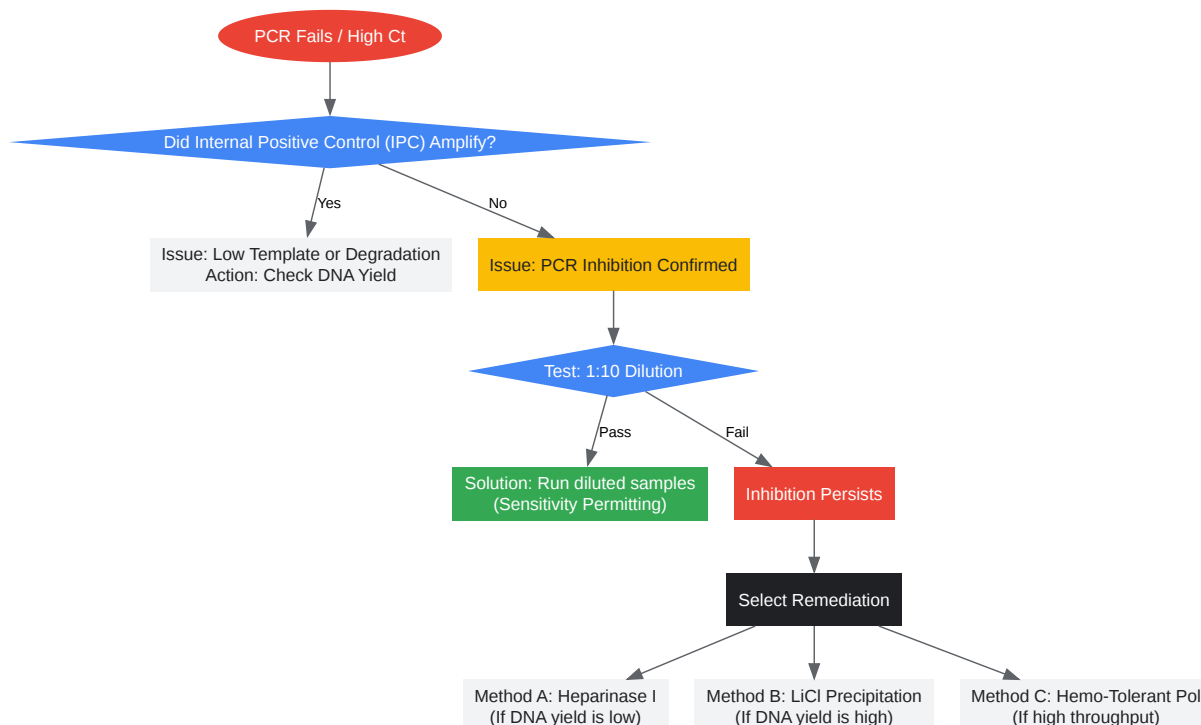 PCR Fails / High Ct
Did Internal Positive Control (IPC) Amplify?
Yes
No
Issue: Low Template or Degradation
Action: Check DNA Yield
Issue: PCR Inhibition Confirmed
Test: 1:10 Dilution
Pass
Fail
Solution: Run diluted samples
(Sensitivity Permitting)
Inhibition Persists
Select Remediation
Method A: Heparinase I
(If DNA yield is low)
Method B: LiCl Precipitation
(If DNA yield is high)
Method C: Hemo-Tolerant Pol
(If high throughput)